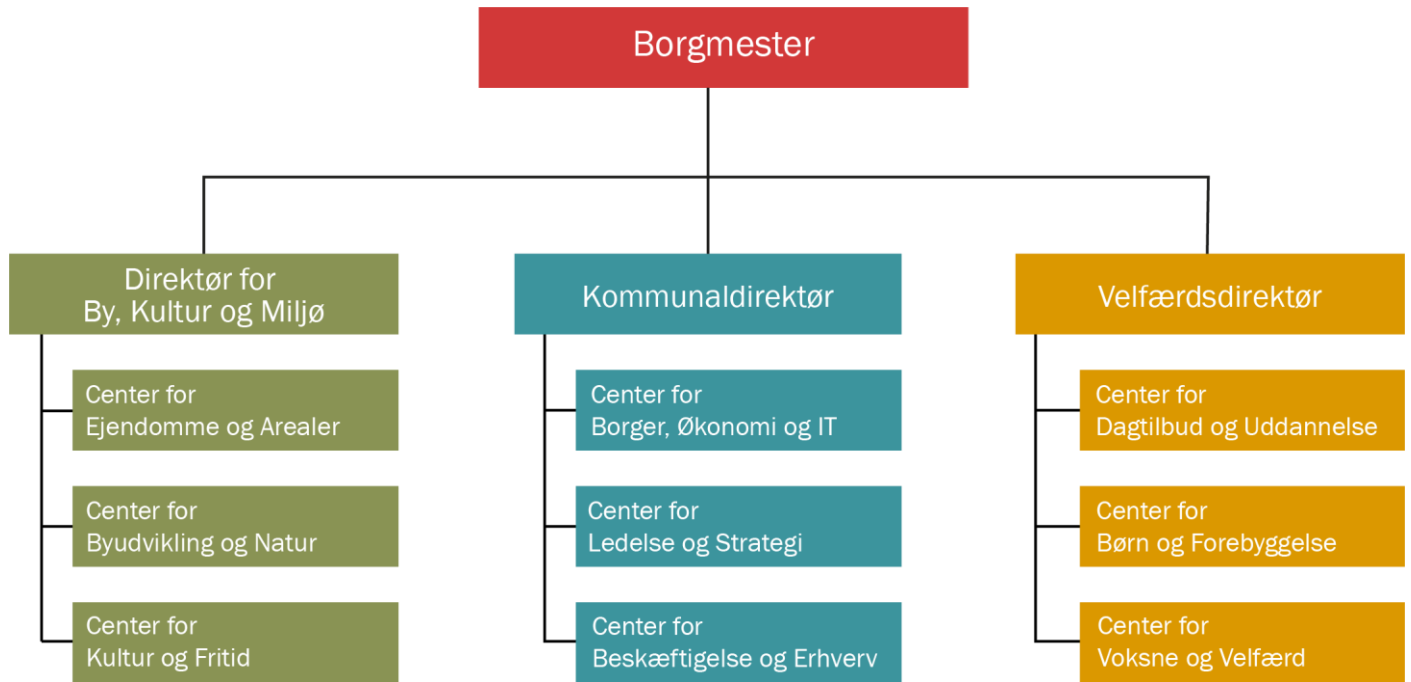 Borgmester
Direktør for
By, Kultur og Miljø
Center for
Ejendomme og Arealer
Center for
Byudvikling og Natur
Center for
Kultur og Fritid
Kommunaldirektør
Center for
Borger, Økonomi og IT
Center for
Ledelse og Strategi
Center for
Beskæftigelse og Erhverv
Velfærdsdirektør
Center for
Dagtilbud og Uddannelse
Center for
Børn og Forebyggelse
Center for
Voksne og Velfærd